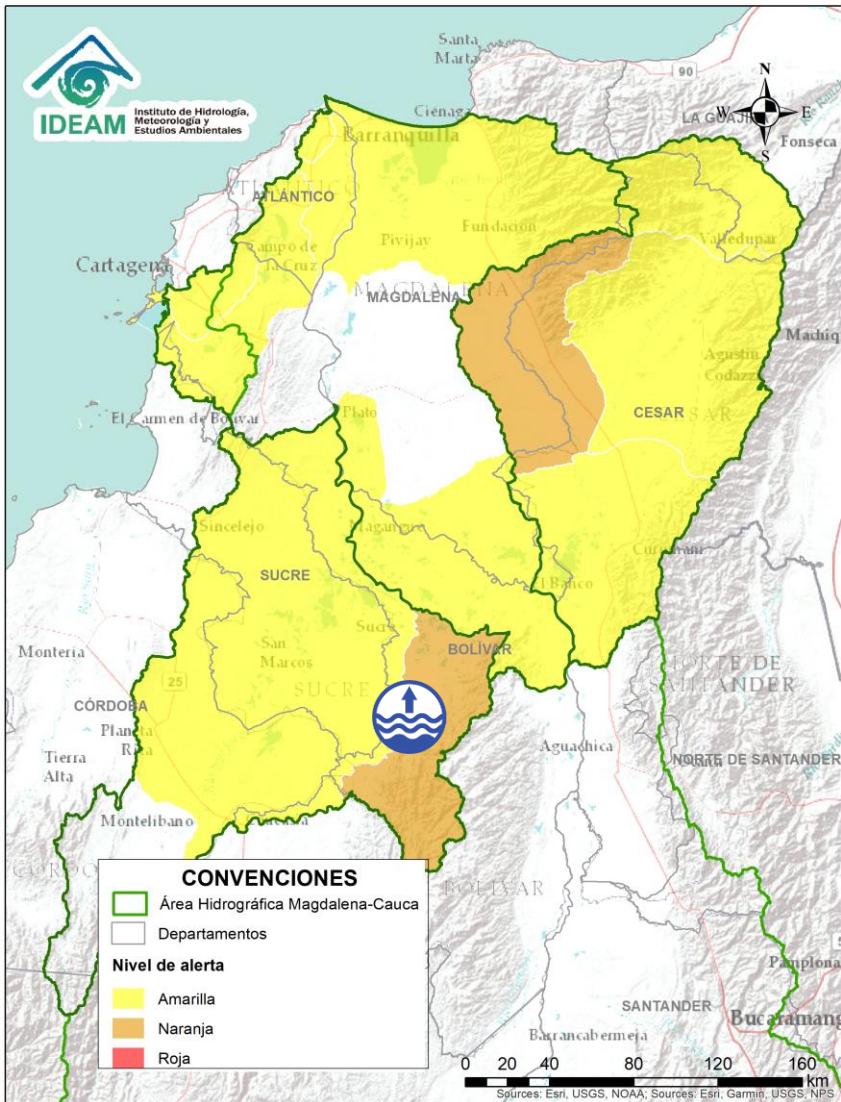 IDEAM
Instituto de Hidrología,
Meteorología y
Estudios Ambientales
Santa
Marta
90
N
W
E
S
LA GUAJIRA
Fonseca
Ciénaga
Barranquilla
ATLÁNTICO
Fundación
Pivijay
Valledupar
Campo de
la Cruz
Cartagena
MAGDALENA
Agustín
Codazzi
CESAR
El Carmen de Bolívar
Plato
Sincelejo
Magangué
SUCRE
Curumaní
El Banco
Sucre
BOLÍVAR
Montería
San
Marcos
SUCRE
25
NORTE DE
SANTANDER
CÓRDOBA
Planeta
Rica
Aguachica
NORTE DE SANTANDER
Tierra
Alta
Montelíbano
BOLÍVAR
CONVENCIONES
Área Hidrográfica Magdalena-Cauca
Departamentos
Nivel de alerta
Amarilla
Naranja
Roja
Pamplona
SANTANDER
Bucaramang
Barrancabermeja
0 20 40 80 120 160
km
Sources: Esri, USGS, NOAA; Sources: Esri, Garmin, USGS, NPS